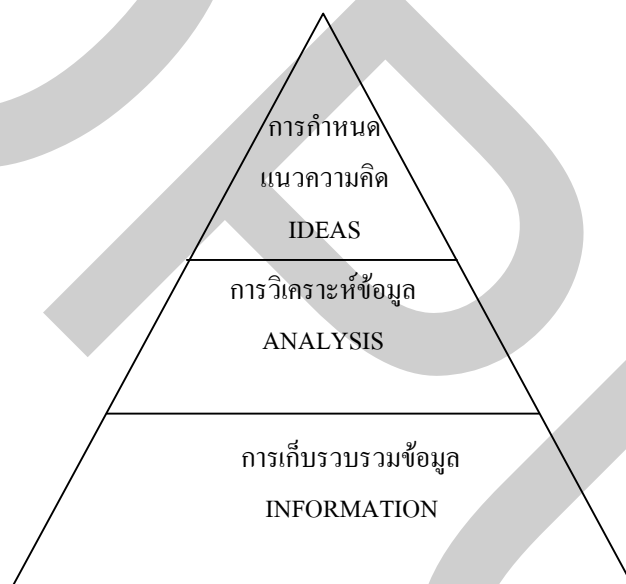 การกำหนด
แนวความคิด
IDEAS
การวิเคราะห์ข้อมูล
ANALYSIS
การเก็บรวบรวมข้อมูล
INFORMATION